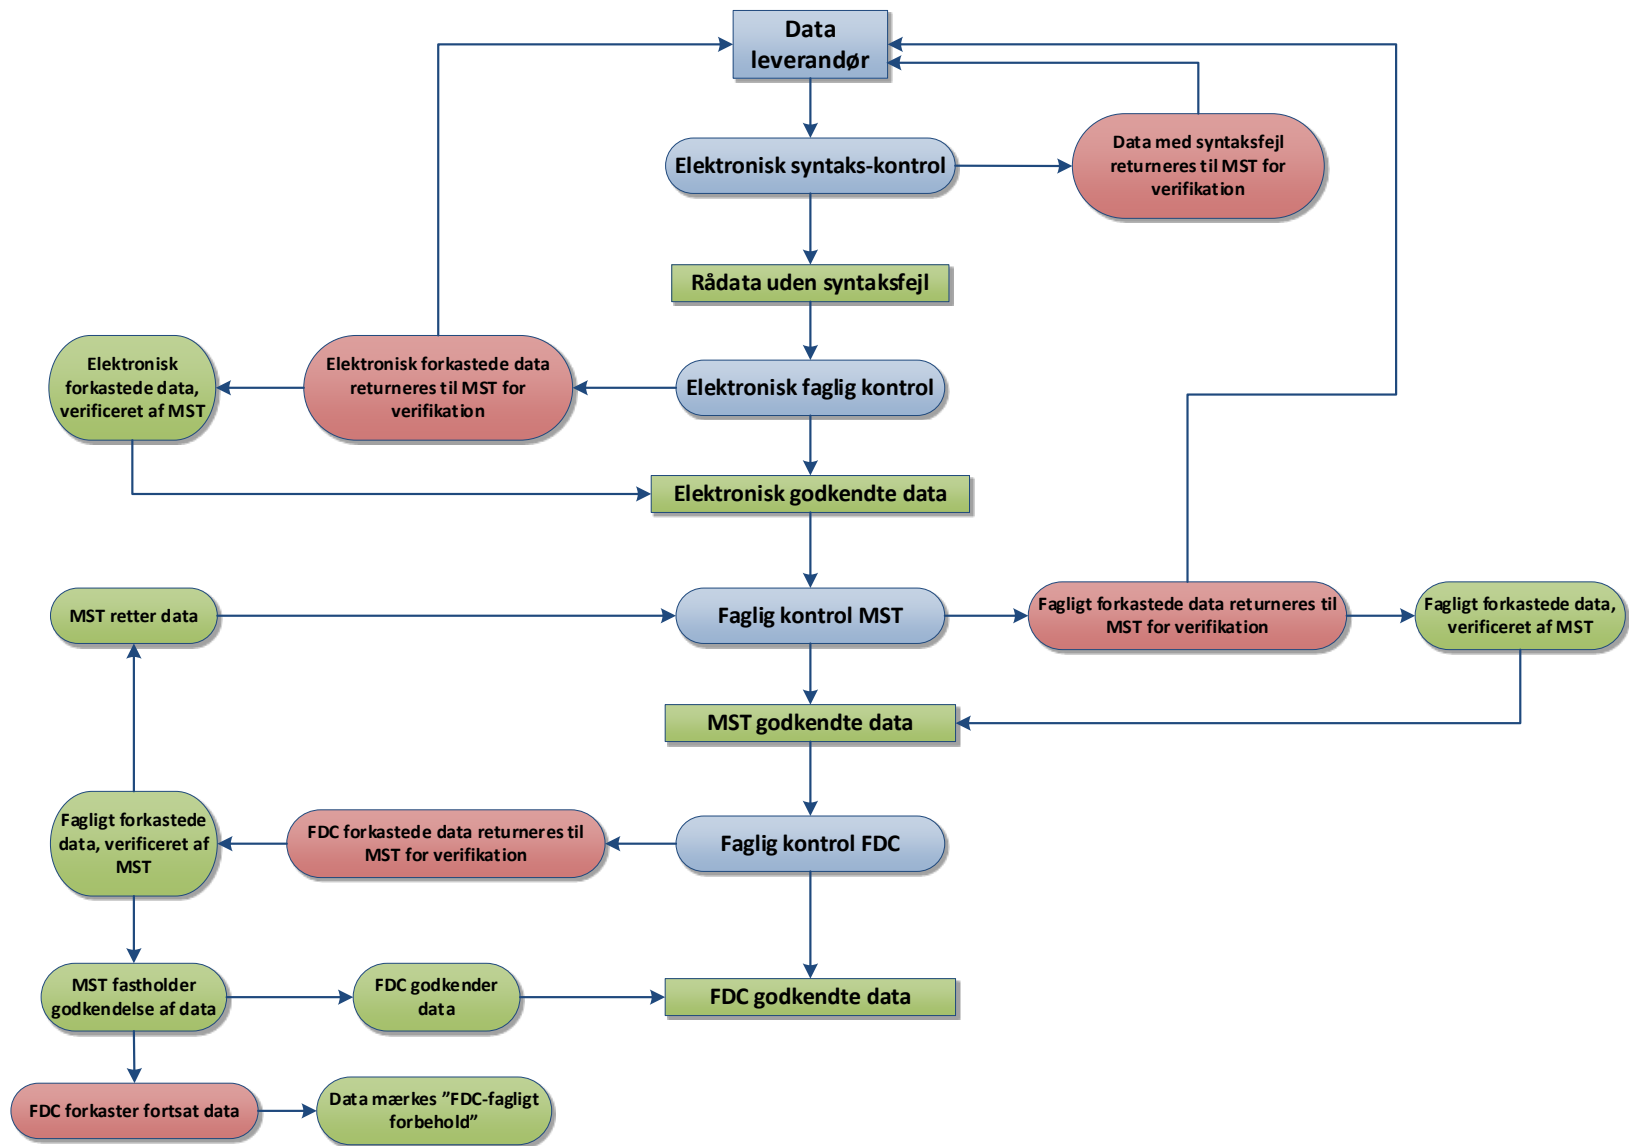 Data
leverandør
Elektronisk syntaks-kontrol
Data med syntaksfejl
returneres til MST for
verifikation
Rådata uden syntaksfejl
Elektronisk
forkastede data,
verificeret af MST
Elektronisk forkastede data
returneres til MST for
verifikation
Elektronisk faglig kontrol
Elektronisk godkendte data
MST retter data
Faglig kontrol MST
Fagligt forkastede data returneres til
MST for verifikation
Fagligt forkastede data,
verificeret af MST
MST godkendte data
Fagligt forkastede
data, verificeret af
MST
FDC forkastede data returneres til
MST for verifikation
Faglig kontrol FDC
MST fastholder
godkendelse af data
FDC godkender
data
FDC godkendte data
FDC forkaster fortsat data
Data mærkes ”FDC-fagligt
forbehold”